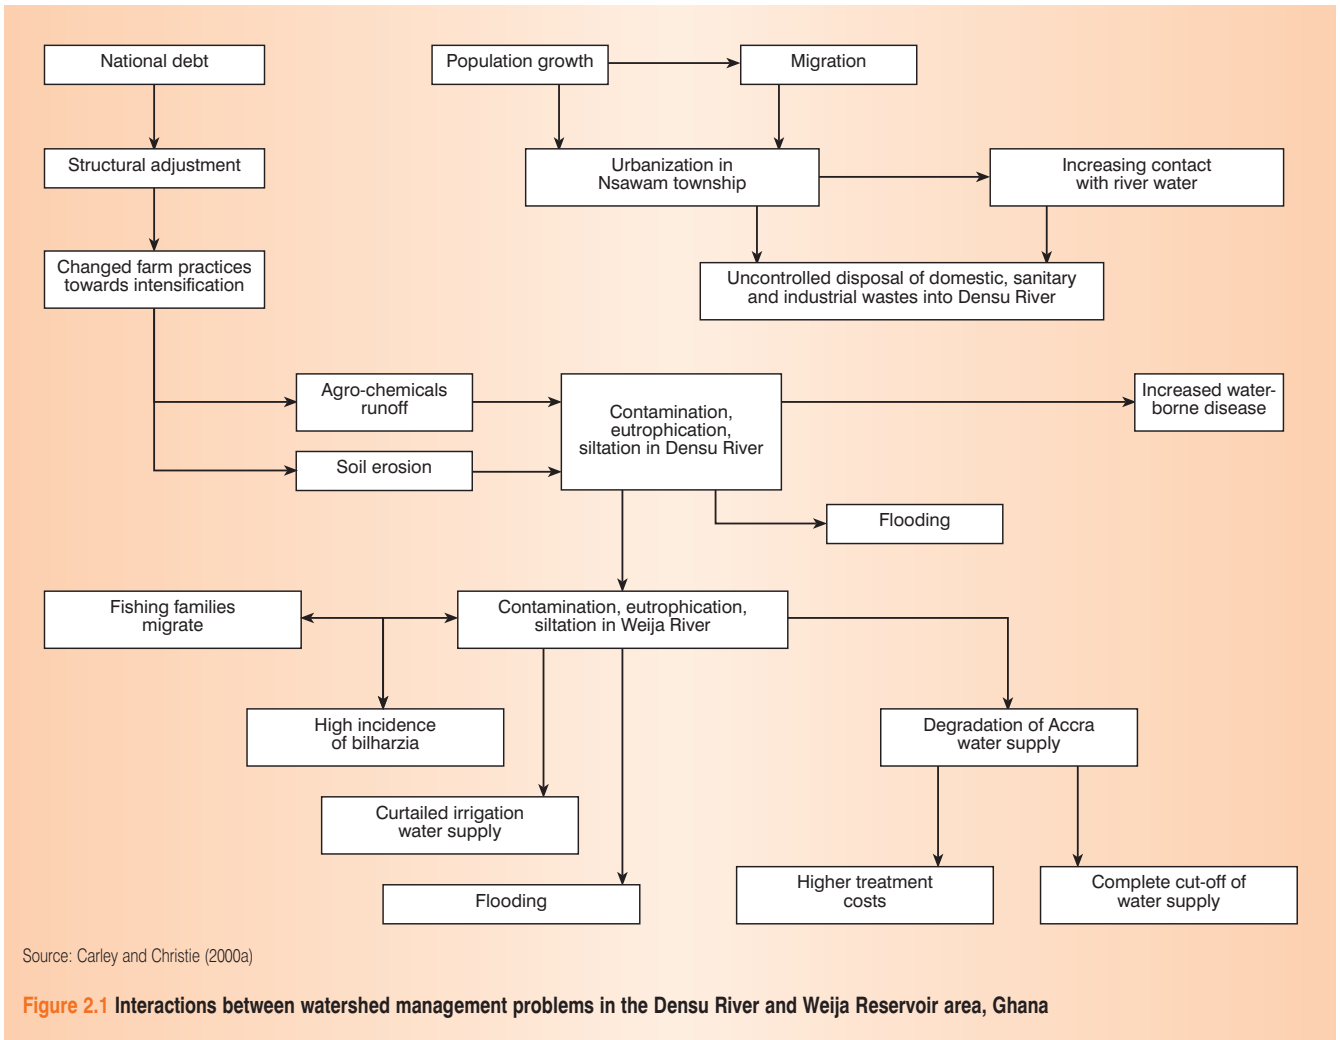 National debt
Population growth
Migration
Structural adjustment
Urbanization in
Nsawam township
Increasing contact
with river water
Changed farm practices
towards intensification
Uncontrolled disposal of domestic, sanitary
and industrial wastes into Densu River
Agro-chemicals
runoff
Contamination,
eutrophication,
siltation in Densu River
Increased water-
borne disease
Soil erosion
Flooding
Fishing families
migrate
Contamination, eutrophication,
siltation in Weija River
High incidence
of bilharzia
Degradation of Accra
water supply
Curtailed irrigation
water supply
Flooding
Higher treatment
costs
Complete cut-off of
water supply
Source: Carley and Christie (2000a)
Figure 2.1 Interactions between watershed management problems in the Densu River and Weija Reservoir area, Ghana